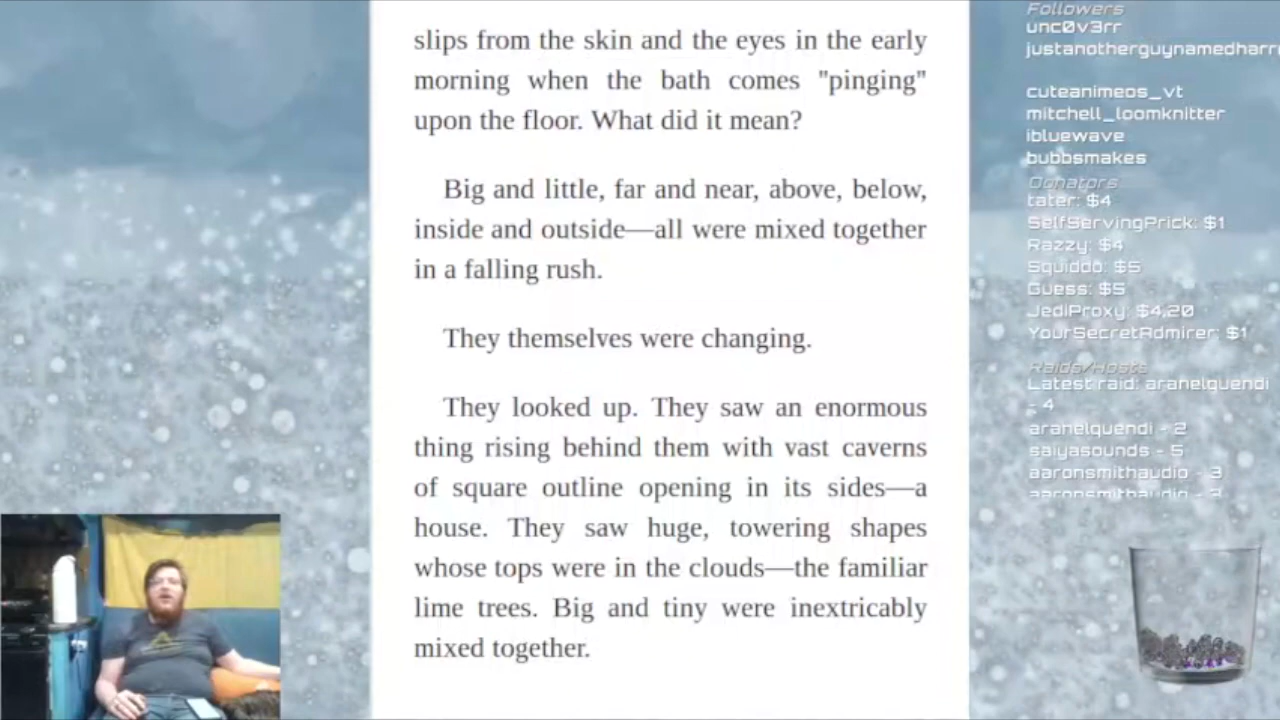 slips from the skin and the eyes in the early
morning when the bath comes "pinging"
upon the floor. What did it mean?
Big and little, far and near, above, below,
inside and outside—all were mixed together
in a falling rush.
They themselves were changing.
They looked up. They saw an enormous
thing rising behind them with vast caverns
of square outline opening in its sides—a
house. They saw huge, towering shapes
whose tops were in the clouds—the familiar
lime trees. Big and tiny were inextricably
mixed together.
Followers
unc0v3rr
justanotherguynamedharr
cuteanimeos_vt
mitchell_loomknitter
ibluewave
bubbsmakes
Donators
tater: $4
SelfServingPrick: $1
Razzy: $4
Squiddo: $5
Guess: $5
JediProxy: $4,20
YourSecretAdmirer: $1
Raids/Hosts
Latest raid: arahelquendi
- 4
arahelquendi - 2
saiyasounds - 5
aaronsmithaudio - 3
aaronsmithaudio - 3